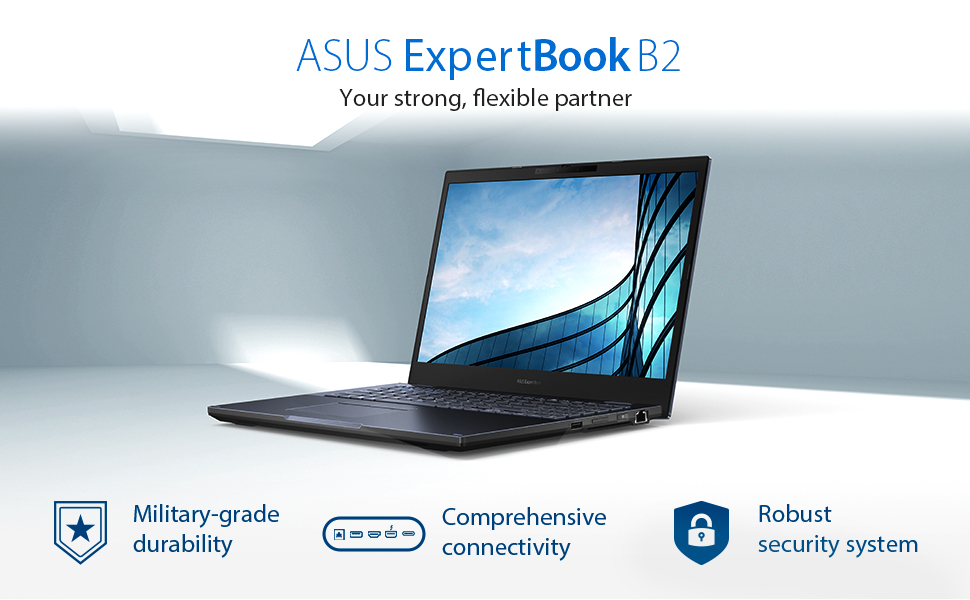 ASUS ExpertBook B2
Your strong, flexible partner
Military-grade
durability
Comprehensive
connectivity
Robust
security system